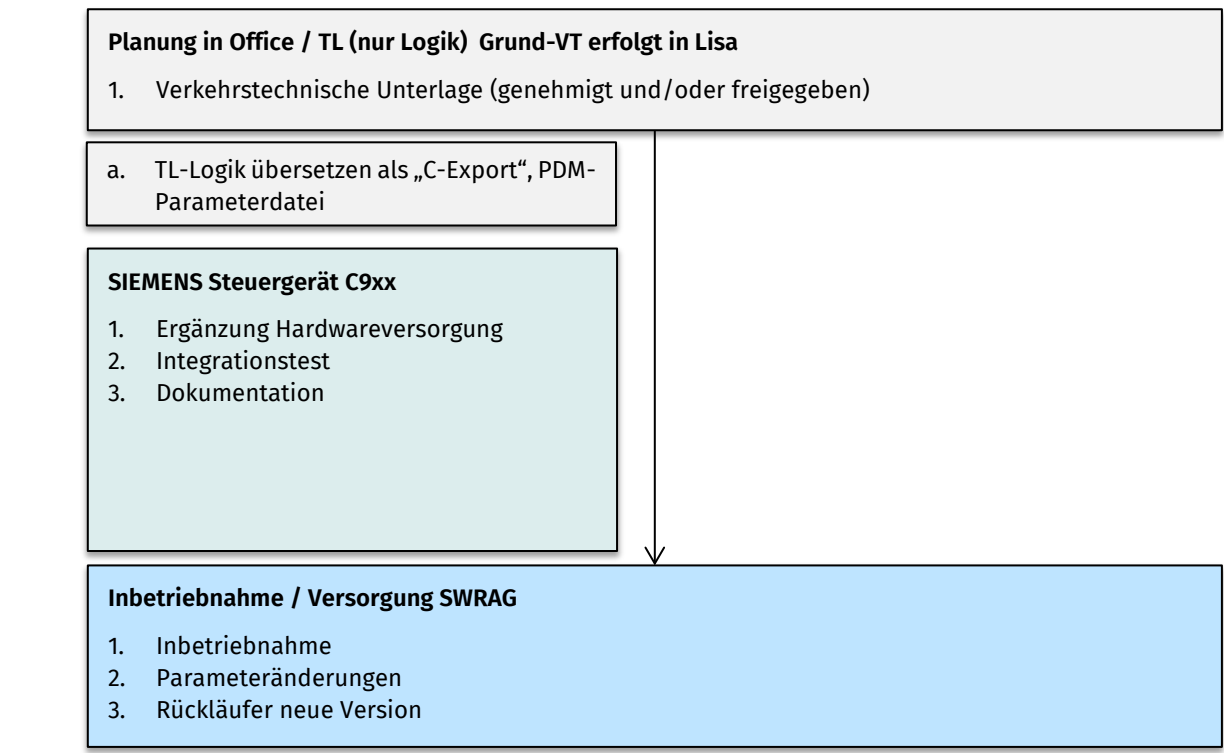 Planung in Office / TL (nur Logik)  Grund-VT erfolgt in Lisa
1. Verkehrstechnische Unterlage (genehmigt und/oder freigegeben)
a. TL-Logik übersetzen als „C-Export“, PDM-
Parameterdatei
SIEMENS Steuergerät C9xx
1. Ergänzung Hardwareversorgung
2. Integrationstest
3. Dokumentation
Inbetriebnahme / Versorgung SWRAG
1. Inbetriebnahme
2. Parameteränderungen
3. Rückläufer neue Version